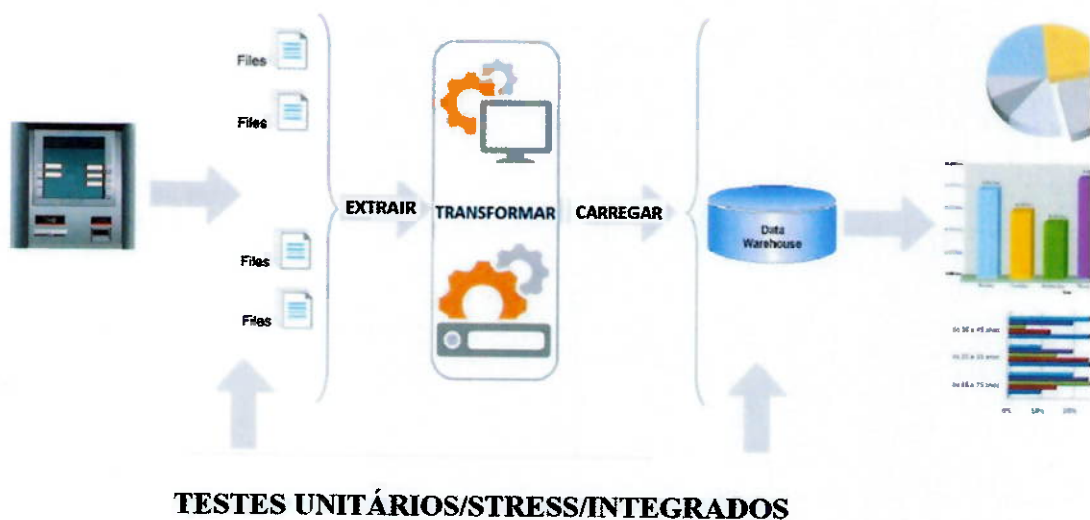 Files
Files
EXTRAIR
TRANSFORMAR
CARREGAR
Data
Warehouse
Files
Files
TESTES UNITÁRIOS/STRESS/INTEGRADOS